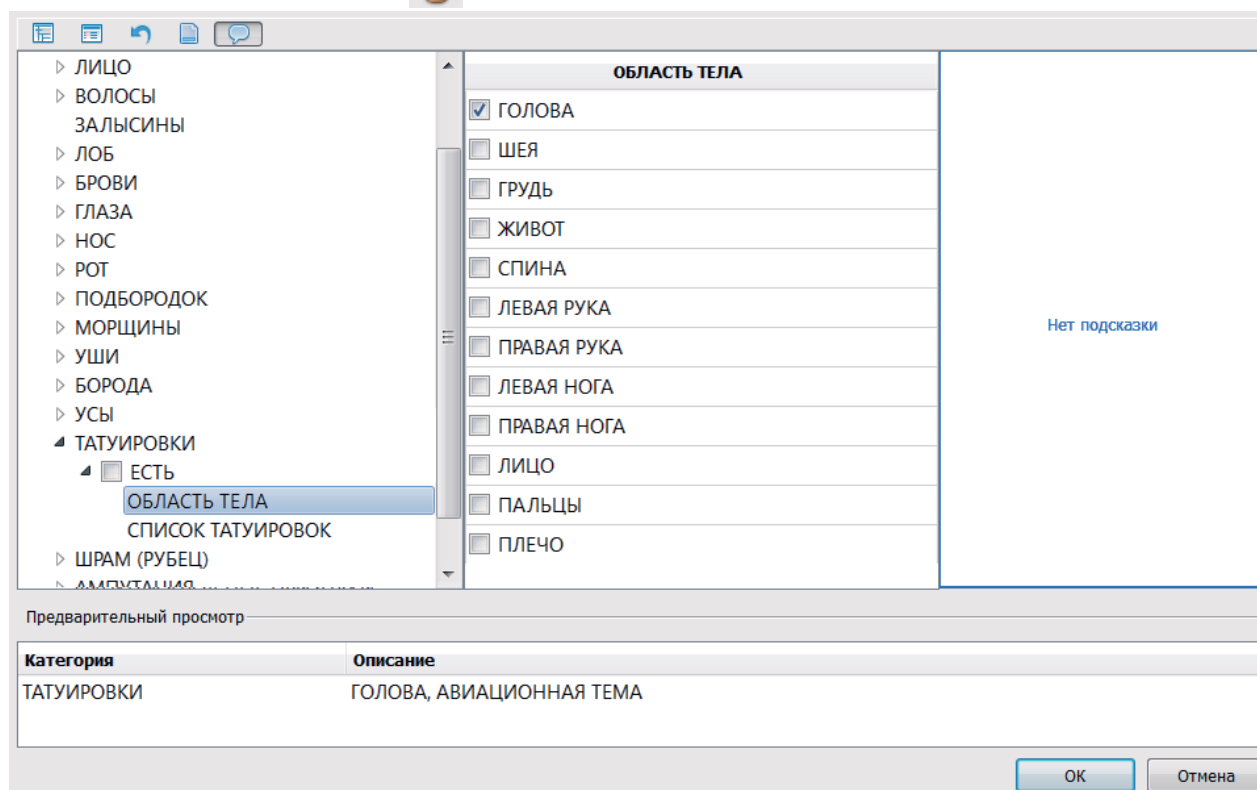 ЛИЦО
ВОЛОСЫ
ЗАЛЫСИНЫ
ЛОБ
БРОВИ
ГЛАЗА
НОС
РОТ
ПОДБОРОДОК
МОРЩИНЫ
УШИ
БОРОДА
УСЫ
ТАТУИРОВКИ
ЕСТЬ
ОБЛАСТЬ ТЕЛА
СПИСОК ТАТУИРОВОК
ШРАМ (РУБЕЦ)
АМПУТАЦИЯ
ОБЛАСТЬ ТЕЛА
ГОЛОВА
ШЕЯ
ГРУДЬ
ЖИВОТ
СПИНА
ЛЕВАЯ РУКА
ПРАВАЯ РУКА
ЛЕВАЯ НОГА
ПРАВАЯ НОГА
ЛИЦО
ПАЛЬЦЫ
ПЛЕЧО
Нет подсказки
Предварительный просмотр
Категория Описание
ТАТУИРОВКИ ГОЛОВА, АВИАЦИОННАЯ ТЕМА
ОК Отмена